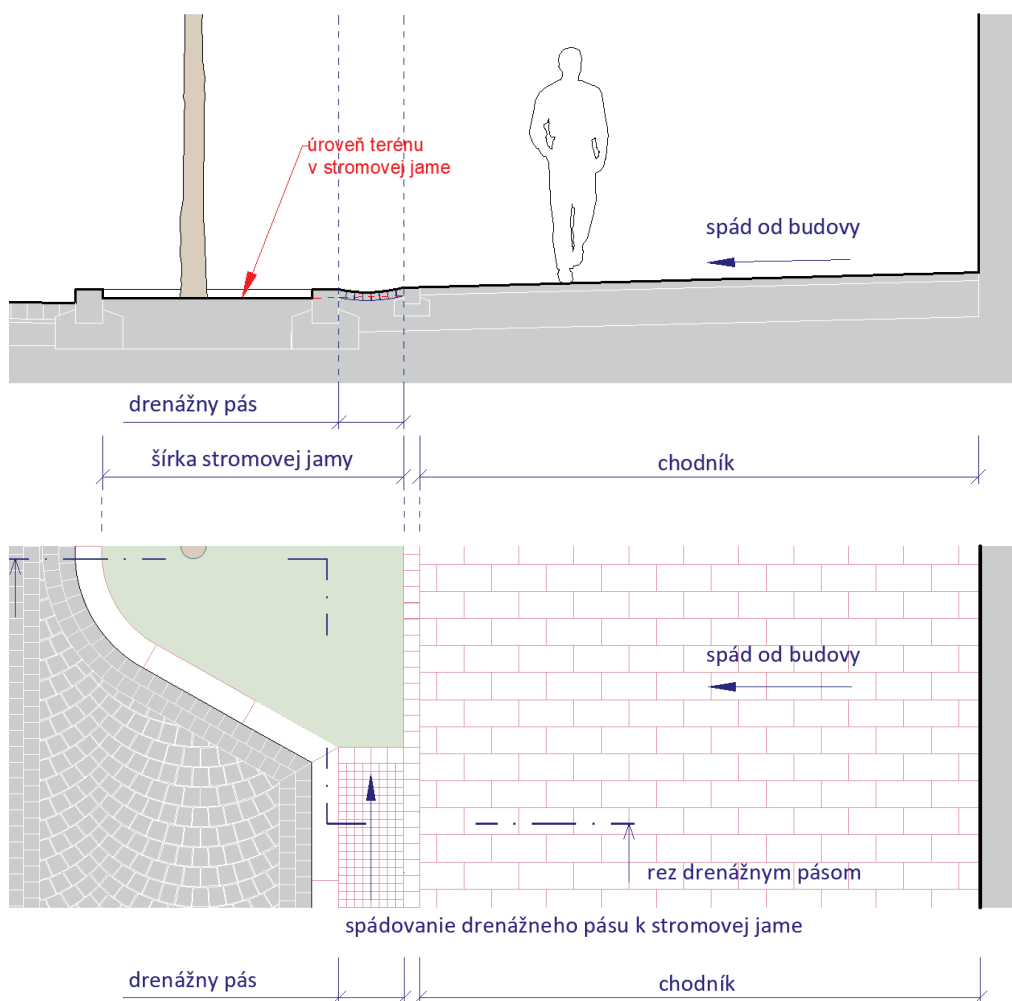 úroveň terénu
v stromovej jame
spád od budovy
drenážny pás
šírka stromovej jamy
chodník
spád od budovy
rez drenážnym pásom
spádovanie drenážneho pásu k stromovej jame
drenážny pás
chodník